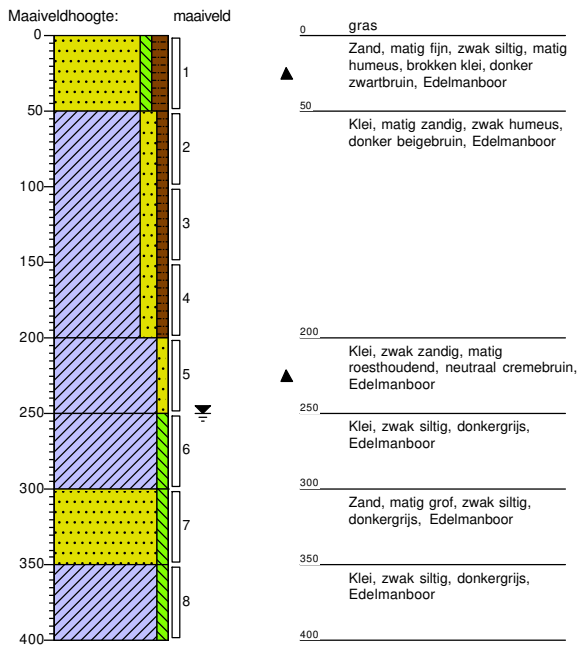 Maaiveldhoogte: maaiveld
0
50
100
150
200
250
300
350
400
1
2
3
4
5
6
7
8
0 gras
Zand, matig fijn, zwak siltig, matig
humeus, brokken klei, donker
zwartbruin, Edelmanboor
50
Klei, matig zandig, zwak humeus,
donker beigebruin, Edelmanboor
200
Klei, zwak zandig, matig
roesthoudend, neutraal cremebruin,
Edelmanboor
250
Klei, zwak siltig, donkergrijs,
Edelmanboor
300
Zand, matig grof, zwak siltig,
donkergrijs, Edelmanboor
350
Klei, zwak siltig, donkergrijs,
Edelmanboor
400